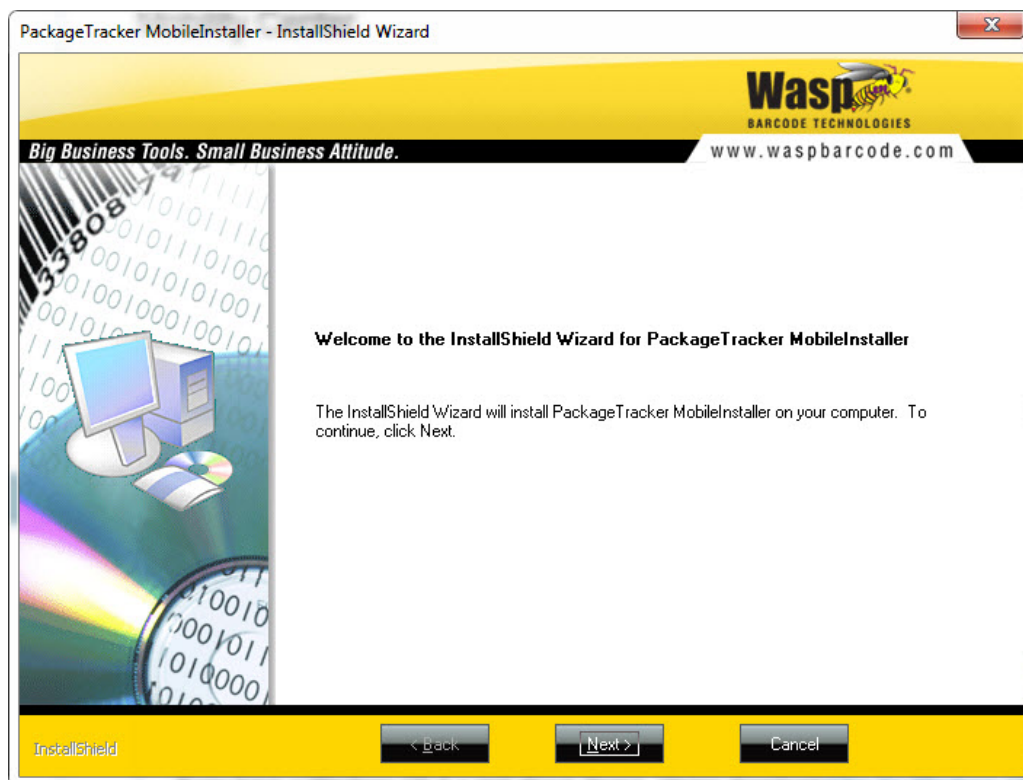 PackageTracker MobileInstaller - InstallShield Wizard
Wasp
BARCODE TECHNOLOGIES
Big Business Tools. Small Business Attitude.
www.waspbarcode.com
33808 
Welcome to the InstallShield Wizard for PackageTracker MobileInstaller
The InstallShield Wizard will install PackageTracker MobileInstaller on your computer. To
continue, click Next.
InstallShield
< Back
Next >
Cancel